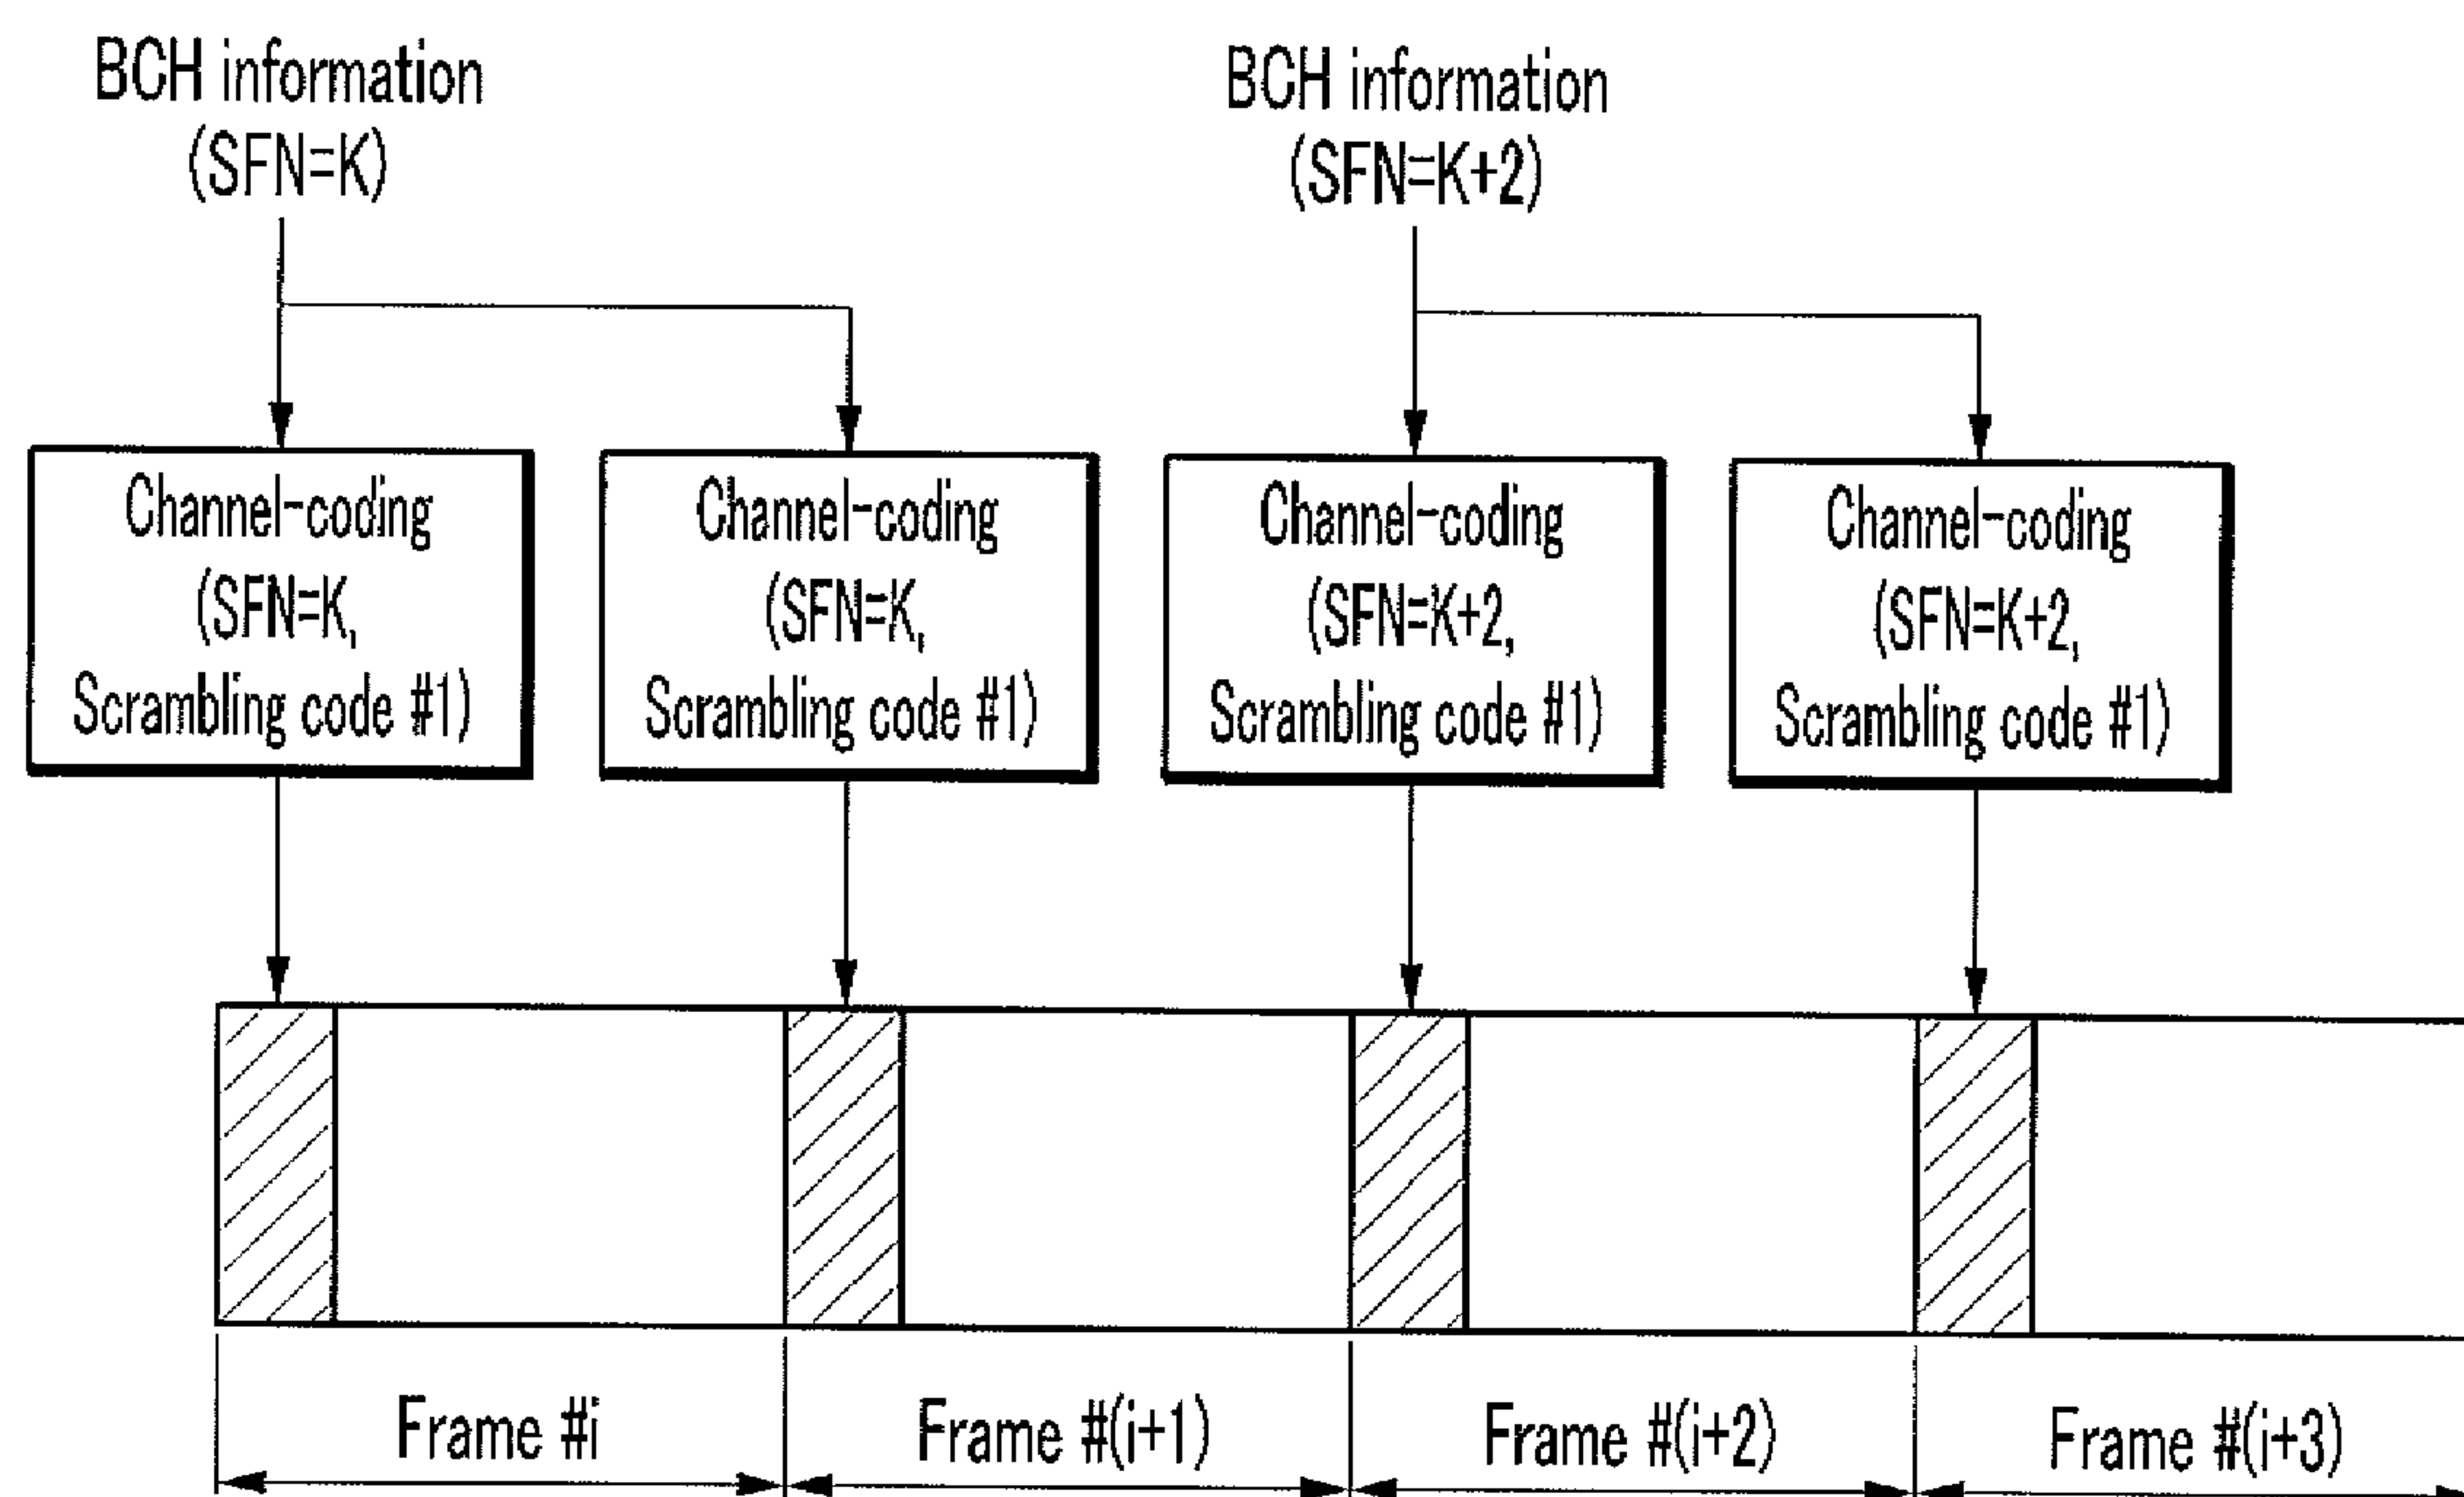 BCH information
(SFN=K)
BCH information
(SFN=K+2)
Channel-coding
(SFN=K,
Scrambling code #1)
Channel-coding
(SFN=K,
Scrambling code #1)
Channel-coding
(SFN=K+2,
Scrambling code #1)
Channel-coding
(SFN=K+2,
Scrambling code #1)
Frame #i
Frame #(i+1)
Frame #(i+2)
Frame #(i+3)